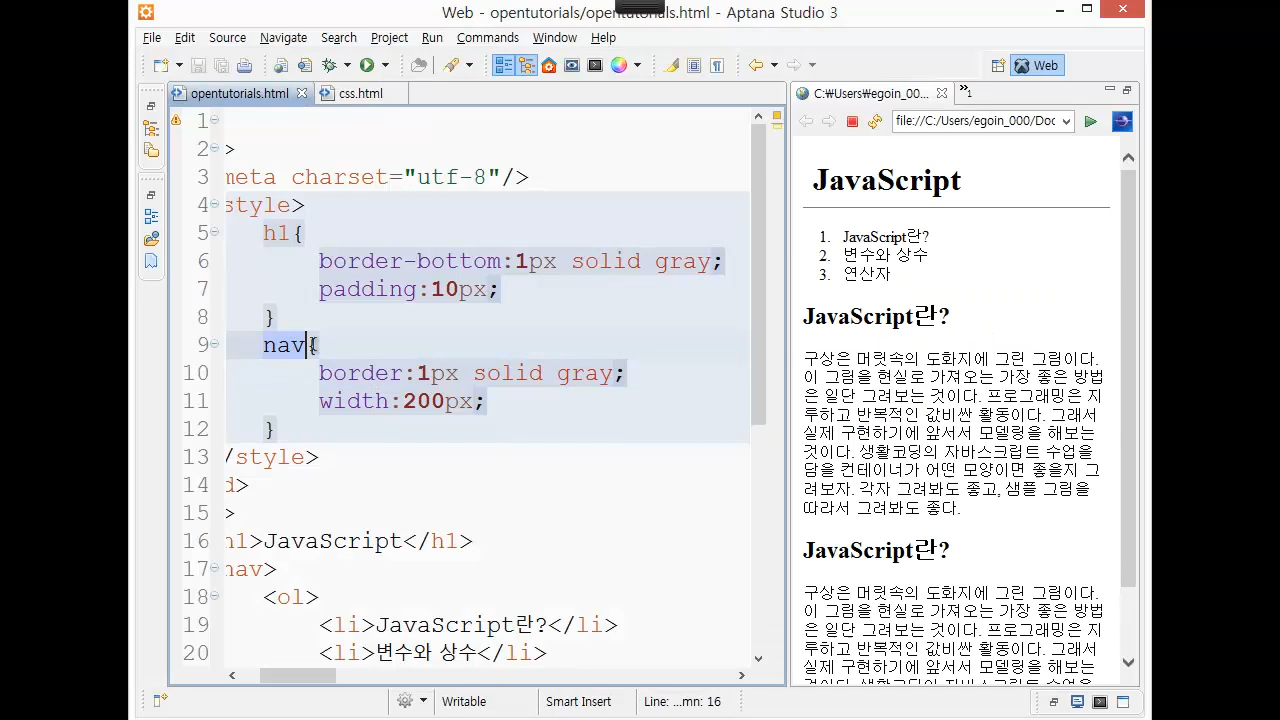 Web - opentutorials/opentutorials.html - Aptana Studio 3
File Edit Source Navigate Search Project Run Commands Window Help
Web
opentutorials.html
css.html
1
2 >
3 meta charset="utf-8"/>
4 style>
5 h1{
6 border-bottom:1px solid gray;
7 padding:10px;
8 }
9 nav{
10 border:1px solid gray;
11 width:200px;
12 }
13 /style>
14 d>
15 >
16 h1>JavaScript</h1>
17 nav>
18 <ol>
19 <li>JavaScript란?</li>
20 <li>변수와 상수</li>
Writable
Smart Insert
Line: ...mn: 16
C:₩Users₩egoin_00...
»1
file://C:/Users/egoin_000/Doc
JavaScript
1. JavaScript란?
2. 변수와 상수
3. 연산자
JavaScript란?
구상은 머릿속의 도화지에 그린 그림이다.
이 그림을 현실로 가져오는 가장 좋은 방법
은 일단 그려보는 것이다. 프로그래밍은 지
루하고 반복적인 값비싼 활동이다. 그래서
실제 구현하기에 앞서서 모델링을 해보는
것이다. 생활코딩의 자바스크립트 수업을
담을 컨테이너가 어떤 모양이면 좋을지 그
려보자. 각자 그려봐도 좋고, 샘플 그림을
따라서 그려봐도 좋다.
JavaScript란?
구상은 머릿속의 도화지에 그린 그림이다.
이 그림을 현실로 가져오는 가장 좋은 방법
은 일단 그려보는 것이다. 프로그래밍은 지
루하고 반복적인 값비싼 활동이다. 그래서
실제 구현하기에 앞서서 모델링을 해보는